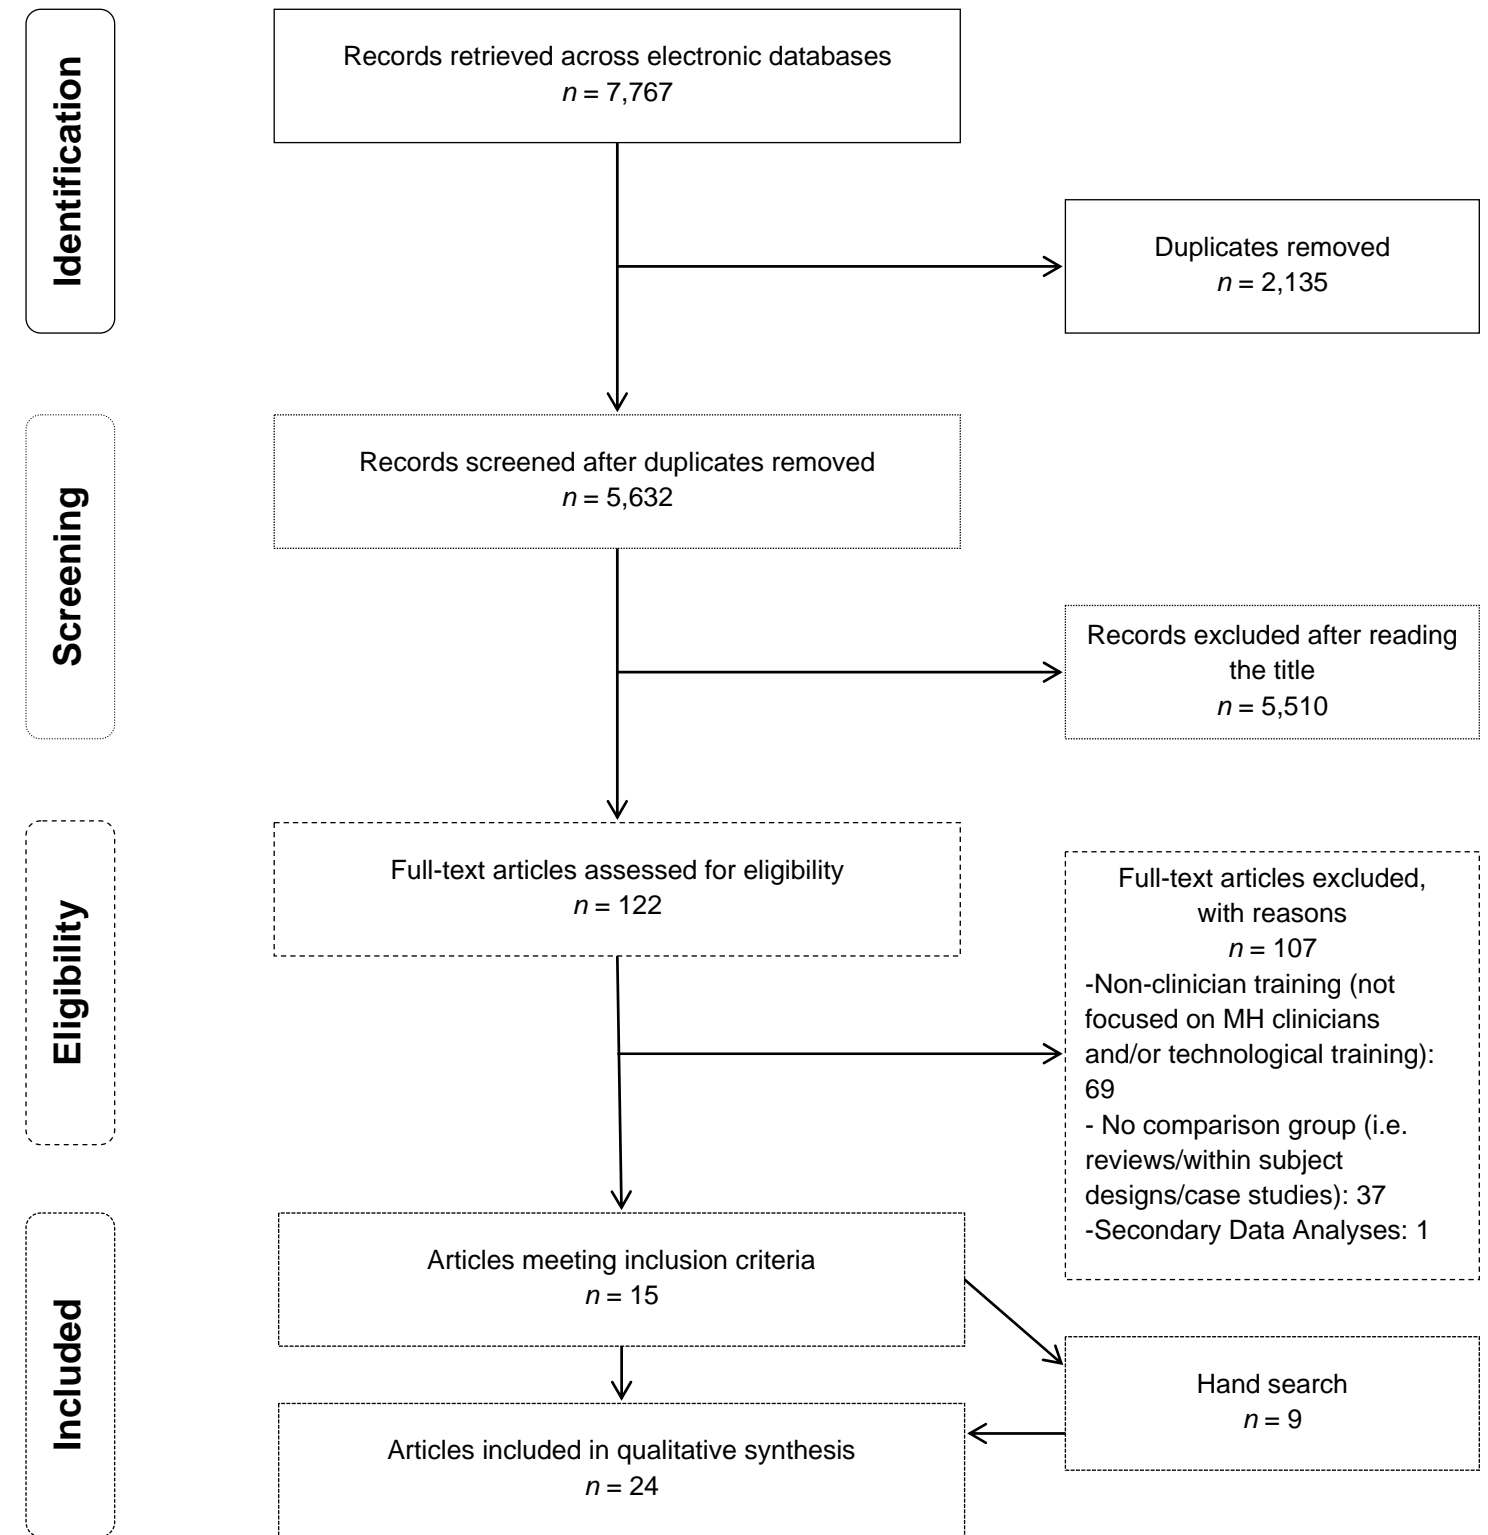 Identification
Records retrieved across electronic databases
n = 7,767
Duplicates removed
n = 2,135
Screening
Records screened after duplicates removed
n = 5,632
Records excluded after reading
the title
n = 5,510
Eligibility
Full-text articles assessed for eligibility
n = 122
Full-text articles excluded,
with reasons
n = 107
-Non-clinician training (not
focused on MH clinicians
and/or technological training):
69
- No comparison group (i.e.
reviews/within subject
designs/case studies): 37
-Secondary Data Analyses: 1
Included
Articles meeting inclusion criteria
n = 15
Hand search
n = 9
Articles included in qualitative synthesis
n = 24